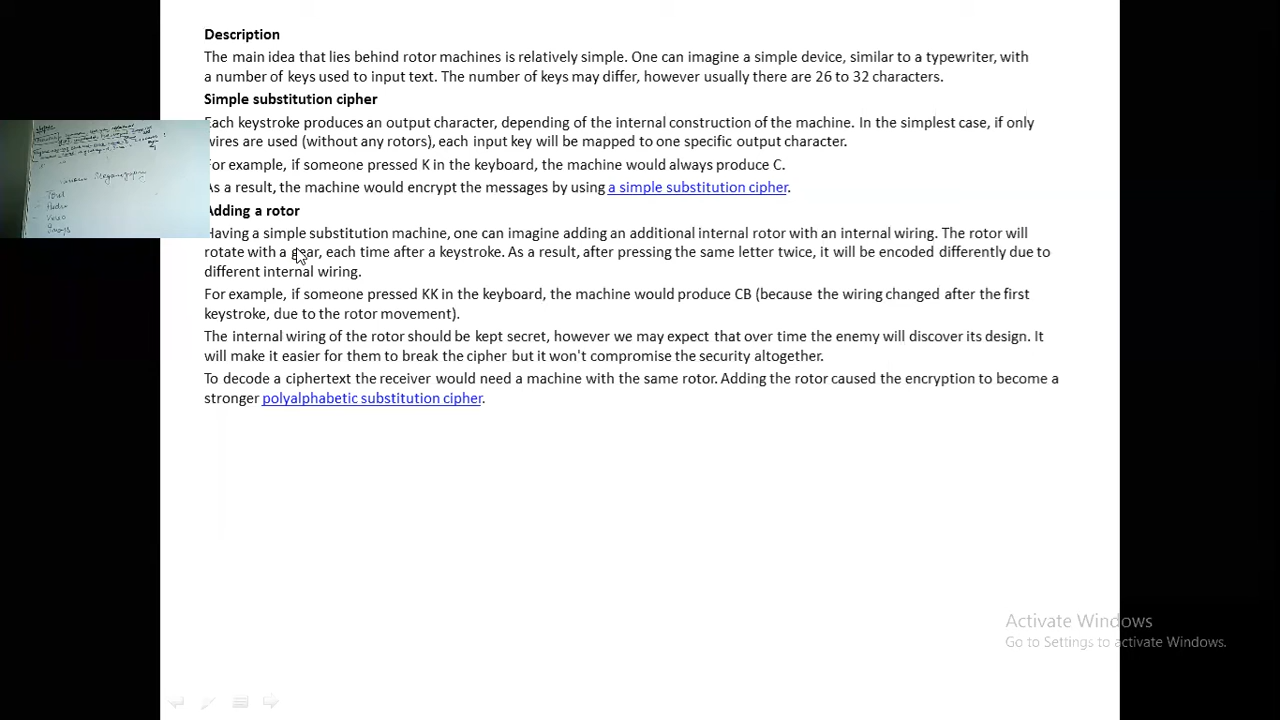 Description
The main idea that lies behind rotor machines is relatively simple. One can imagine a simple device, similar to a typewriter, with
a number of keys used to input text. The number of keys may differ, however usually there are 26 to 32 characters.
Simple substitution cipher
Each keystroke produces an output character, depending of the internal construction of the machine. In the simplest case, if only
wires are used (without any rotors), each input key will be mapped to one specific output character.
For example, if someone pressed K in the keyboard, the machine would always produce C.
As a result, the machine would encrypt the messages by using a simple substitution cipher.
Adding a rotor
Having a simple substitution machine, one can imagine adding an additional internal rotor with an internal wiring. The rotor will
rotate with a gear, each time after a keystroke. As a result, after pressing the same letter twice, it will be encoded differently due to
different internal wiring.
For example, if someone pressed KK in the keyboard, the machine would produce CB (because the wiring changed after the first
keystroke, due to the rotor movement).
The internal wiring of the rotor should be kept secret, however we may expect that over time the enemy will discover its design. It
will make it easier for them to break the cipher but it won't compromise the security altogether.
To decode a ciphertext the receiver would need a machine with the same rotor. Adding the rotor caused the encryption to become a
stronger polyalphabetic substitution cipher.
Text
Audio
Video
Image
Activate Windows
Go to Settings to activate Windows.